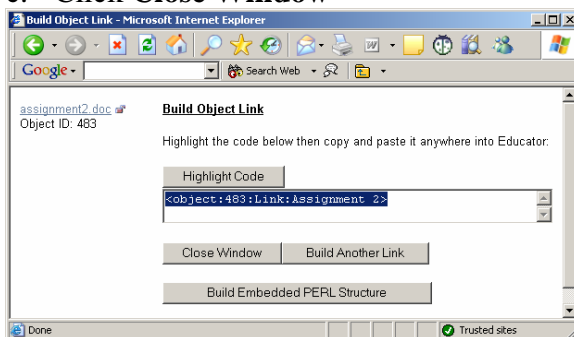 Click Close Window
Build Object Link - Microsoft Internet Explorer
Google
Search Web
assignment2.doc
Object ID: 483
Build Object Link
Highlight the code below then copy and paste it anywhere into Educator:
Highlight Code
<object:483:Link:Assignment 2>
Close Window Build Another Link
Build Embedded PERL Structure
Done Trusted sites